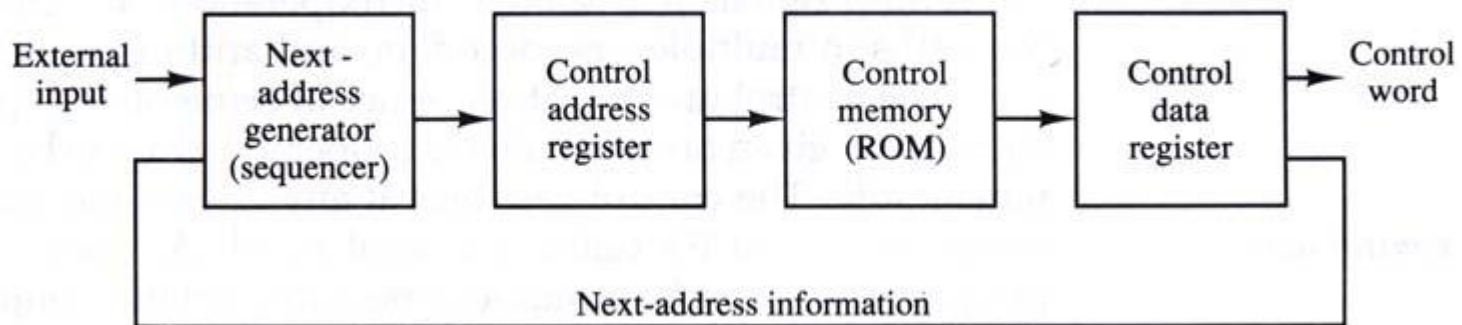 External
input
Next -
address
generator
(sequencer)
Control
address
register
Control
memory
(ROM)
Control
data
register
Control
word
Next-address information